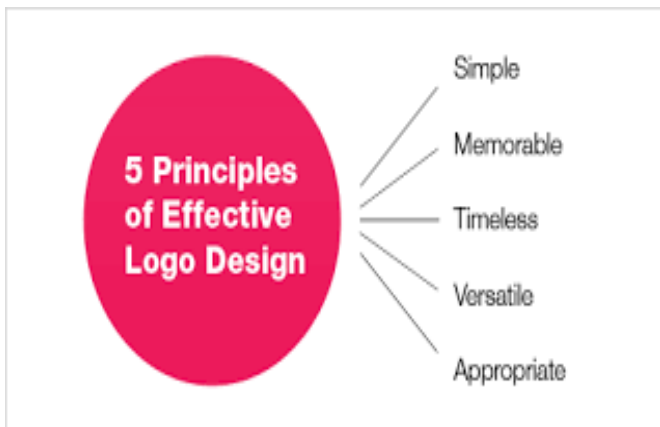 5 Principles
of Effective
Logo Design
Simple
Memorable
Timeless
Versatile
Appropriate